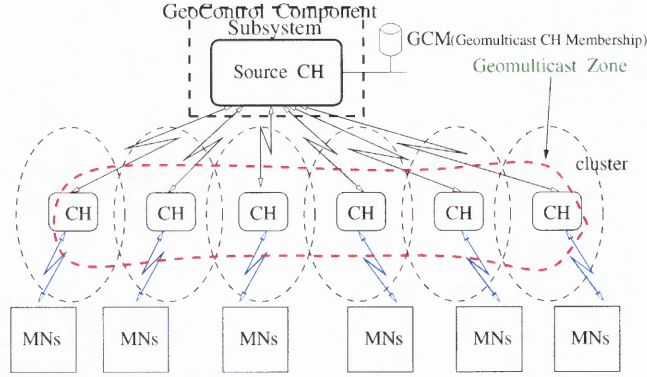 GeoControl Component
Subsystem
Source CH
GCM(Geomulticast CH Membership)
Geomulticast Zone
cluster
CH CH CH CH CH CH
MNs MNs MNs MNs MNs MNs